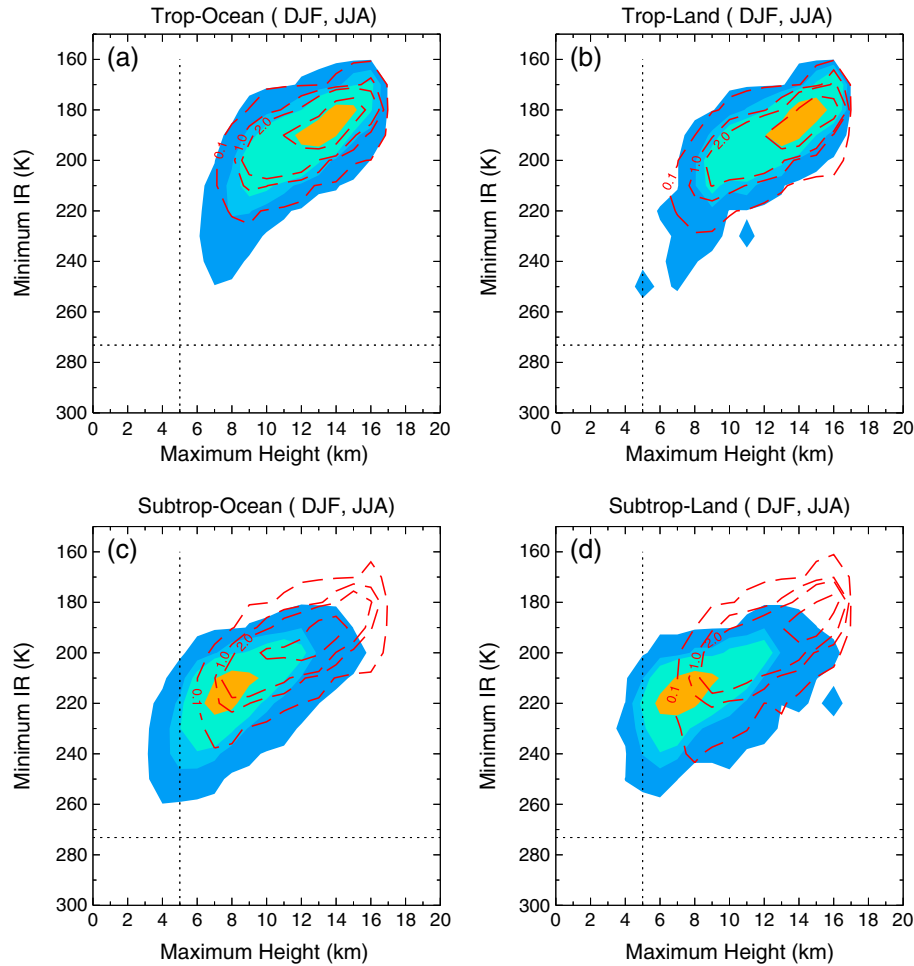 Trop-Ocean ( DJF, JJA)
(a)
160
180
200
220
240
260
280
300
Minimum IR (K)
0.1
1.0
2.0
0 2 4 6 8 10 12 14 16 18 20
Maximum Height (km)
Trop-Land ( DJF, JJA)
(b)
160
180
200
220
240
260
280
300
Minimum IR (K)
0.1
1.0
2.0
0 2 4 6 8 10 12 14 16 18 20
Maximum Height (km)
Subtrop-Ocean ( DJF, JJA)
(c)
160
180
200
220
240
260
280
300
Minimum IR (K)
0.1
1.0
2.0
0 2 4 6 8 10 12 14 16 18 20
Maximum Height (km)
Subtrop-Land ( DJF, JJA)
(d)
160
180
200
220
240
260
280
300
Minimum IR (K)
0.1
1.0
2.0
0 2 4 6 8 10 12 14 16 18 20
Maximum Height (km)